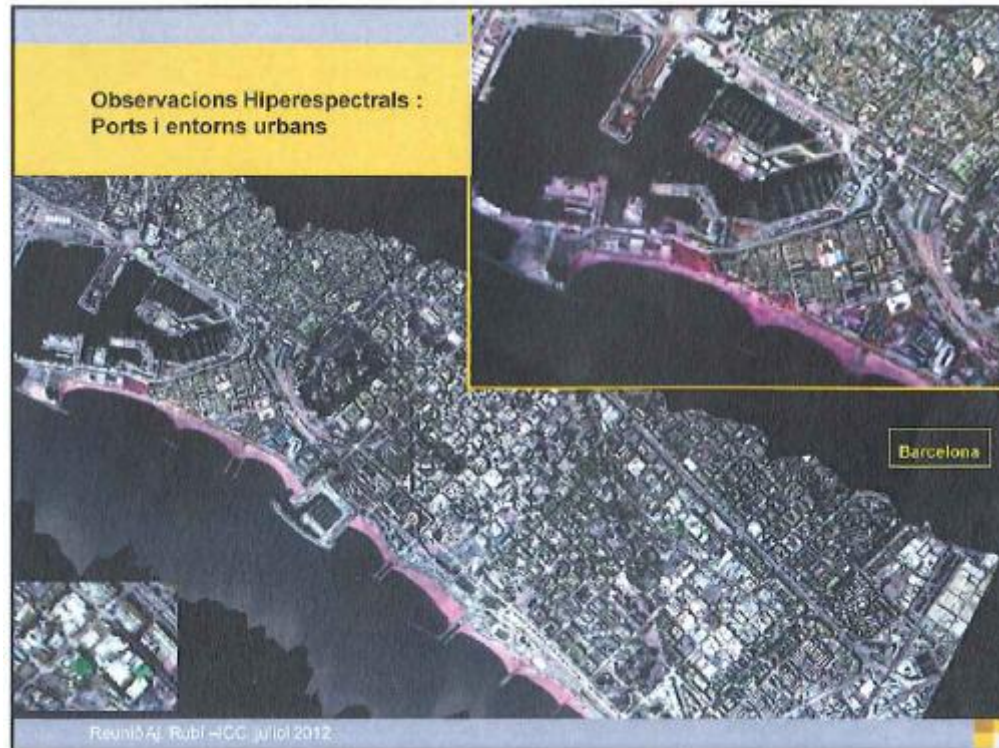 Observacions Hiperespectrals :
Ports i entorns urbans
Barcelona
Reunió Aj. Rubí –ICC juliol 2012